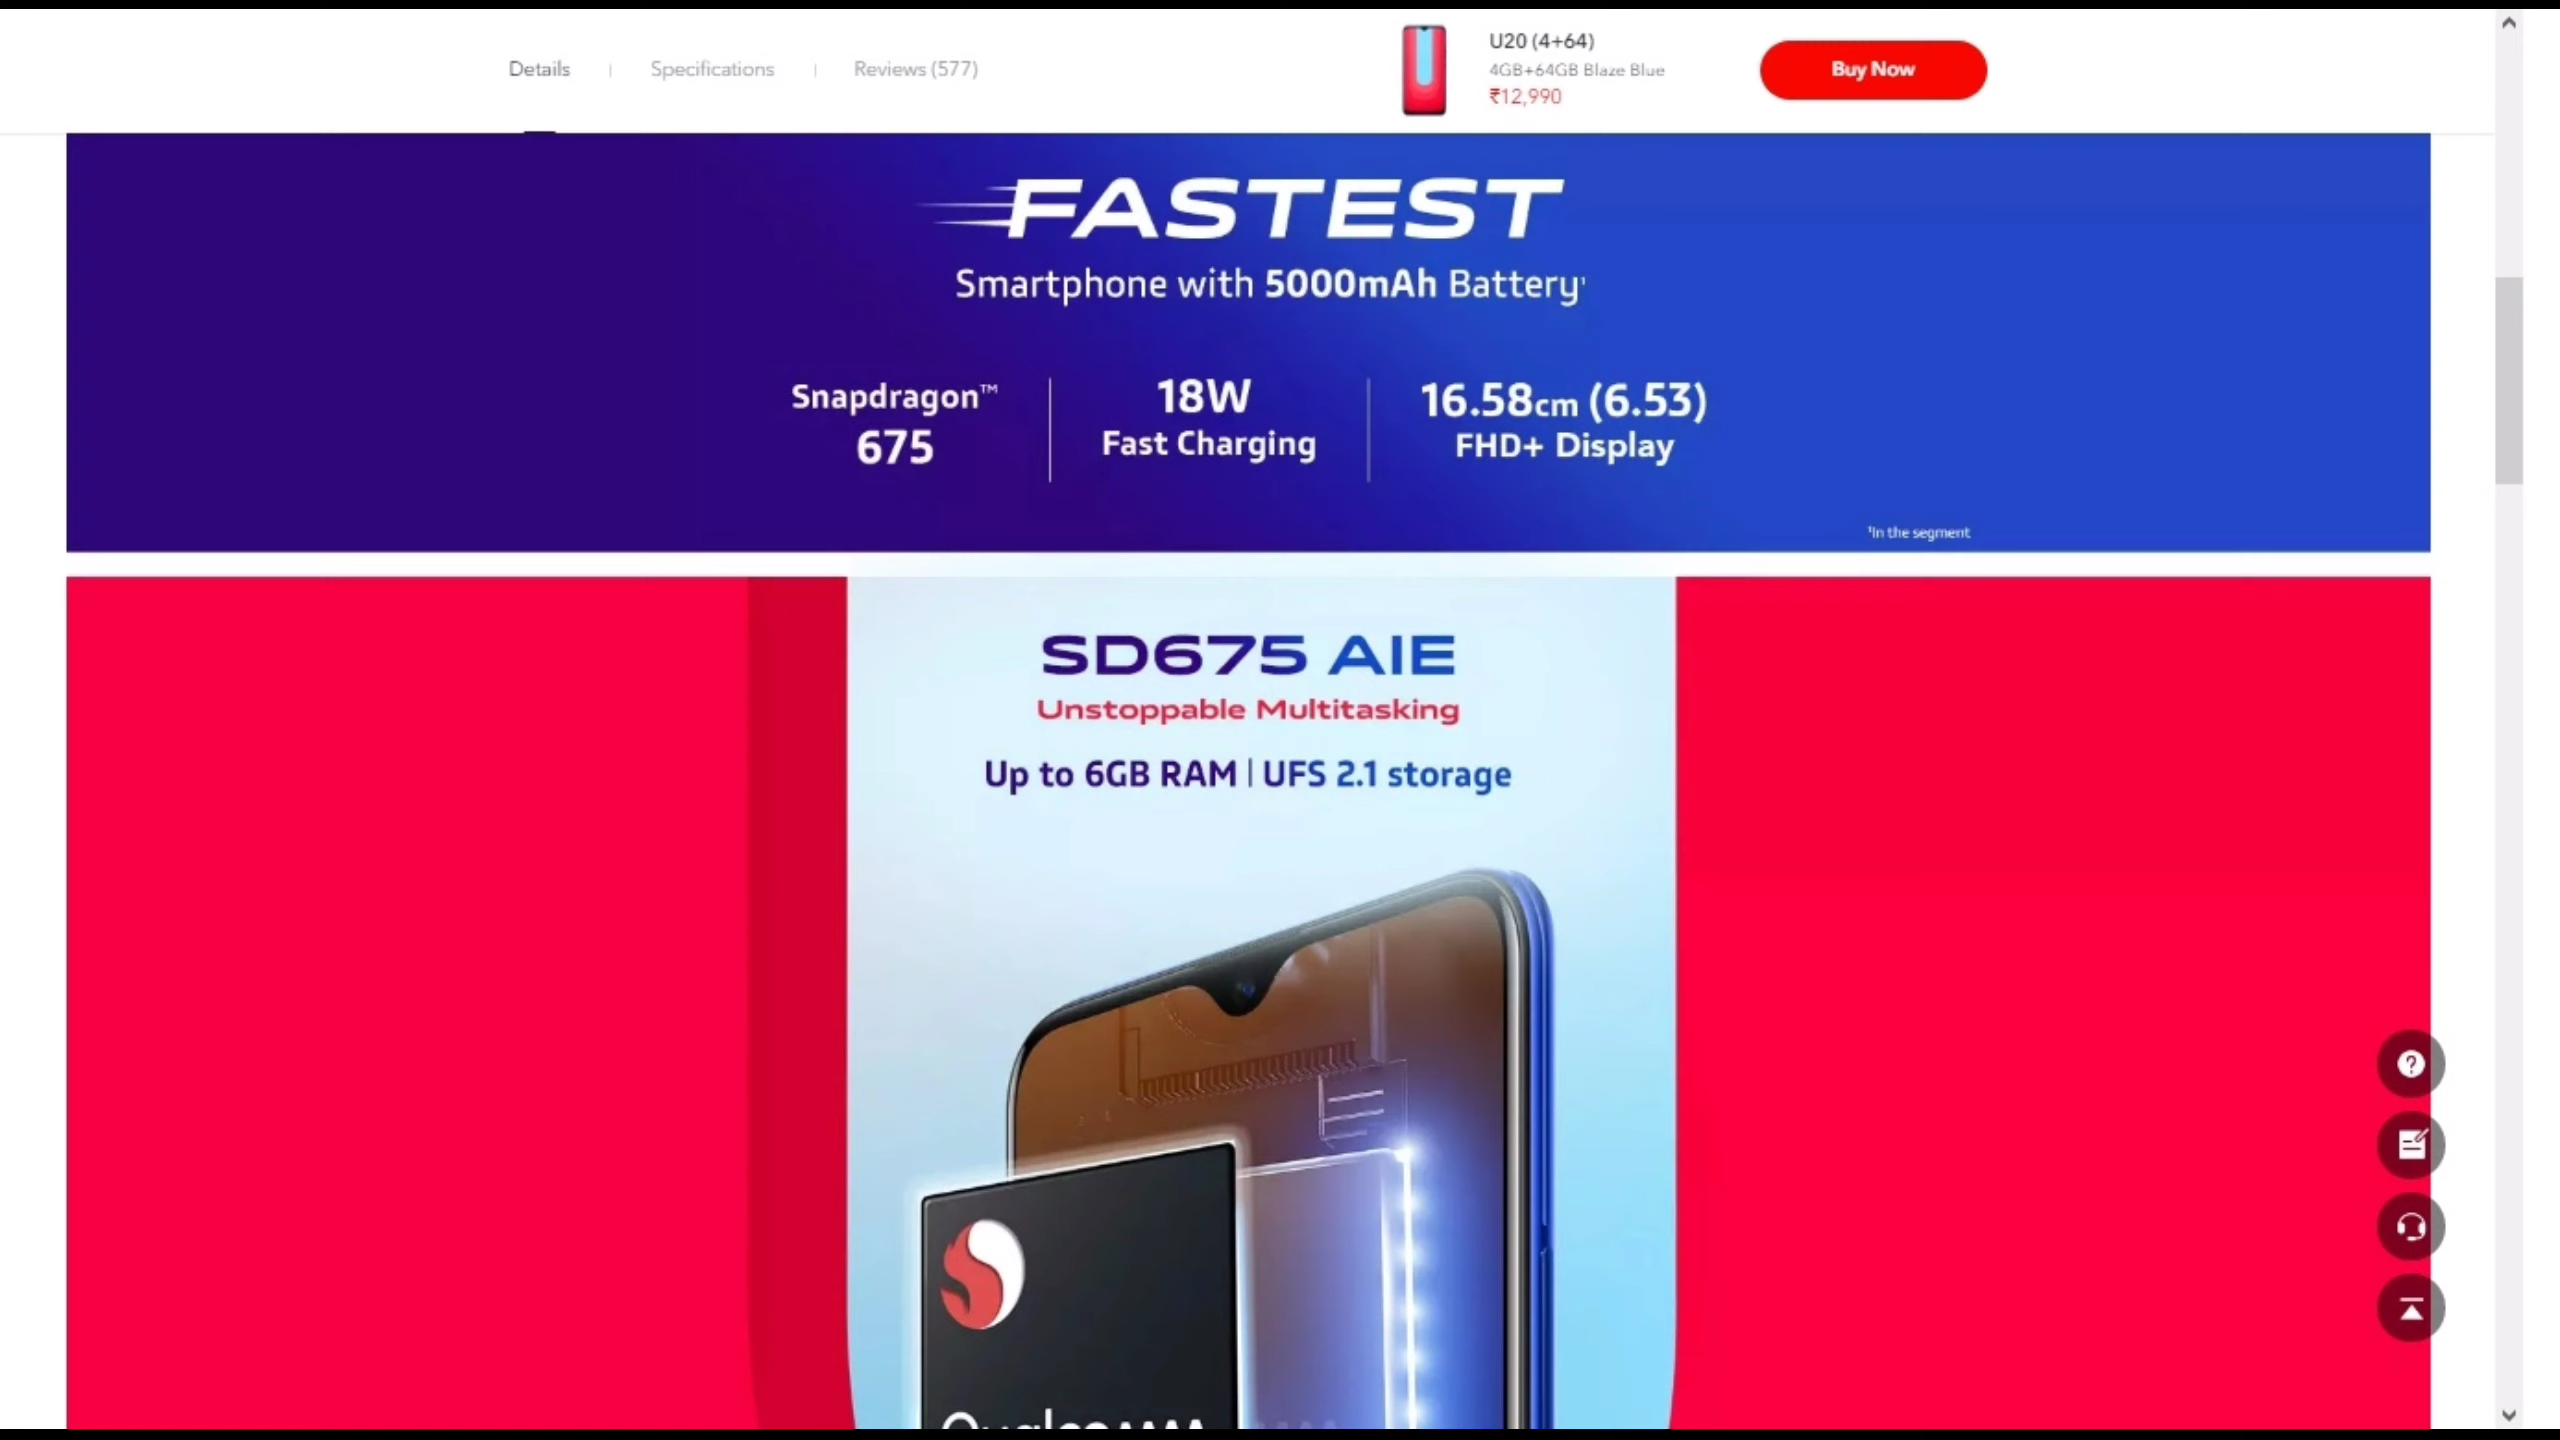 Details | Specifications | Reviews (577)
U20 (4+64)
4GB+64GB Blaze Blue
₹12,990
Buy Now
FASTEST
Smartphone with 5000mAh Battery¹
Snapdragon™
675
18W
Fast Charging
16.58cm (6.53)
FHD+ Display
¹In the segment
SD675 AIE
Unstoppable Multitasking
Up to 6GB RAM | UFS 2.1 storage